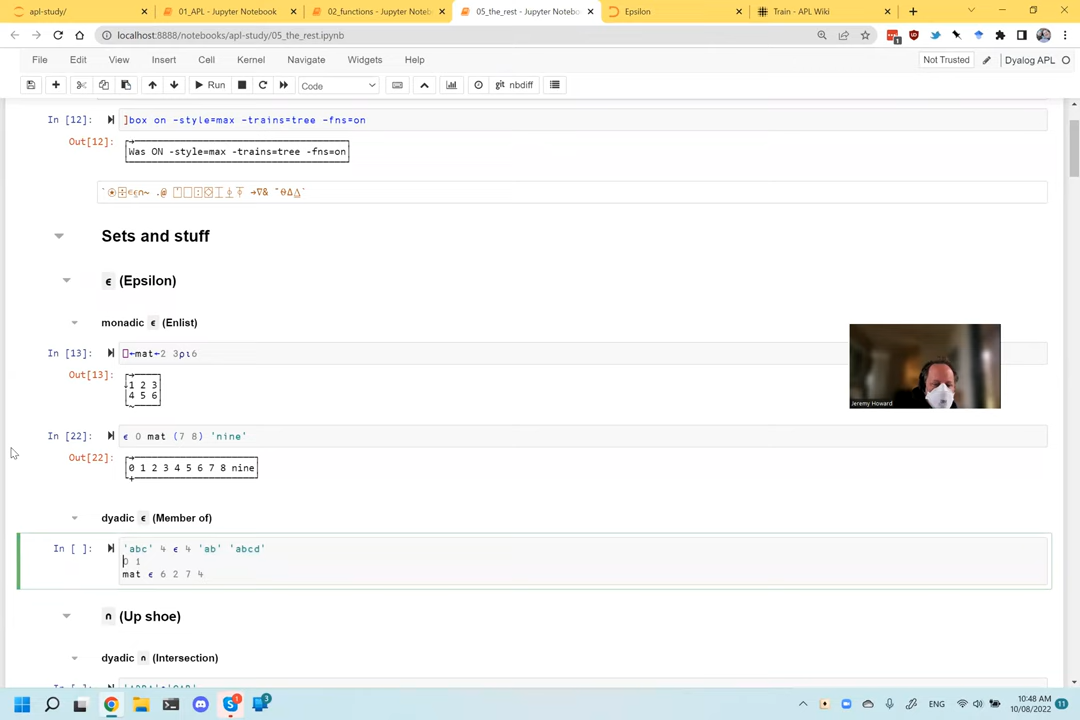 apl-study/
01_APL - Jupyter Notebook
02_functions - Jupyter Noteb
05_the_rest - Jupyter Notebo
Epsilon
Train - APL Wiki
localhost:8888/notebooks/apl-study/05_the_rest.ipynb
File Edit View Insert Cell Kernel Navigate Widgets Help
Not Trusted
Dyalog APL
Run
Code
git nbdiff
In [12]:
]box on -style=max -trains=tree -fns=on
Out[12]:
Was ON -style=max -trains=tree -fns=on
Sets and stuff
∊ (Epsilon)
monadic ∊ (Enlist)
In [13]:
⎕←mat←2 3⍴⍳6
Out[13]:
1 2 3
4 5 6
In [22]:
∊ 0 mat (7 8) 'nine'
Out[22]:
0 1 2 3 4 5 6 7 8 nine
dyadic ∊ (Member of)
In [ ]:
'abc' 4 ∊ 4 'ab' 'abcd'
0 1
mat ∊ 6 2 7 4
∩ (Up shoe)
dyadic ∩ (Intersection)
Jeremy Howard
ENG
10:48 AM
10/08/2022